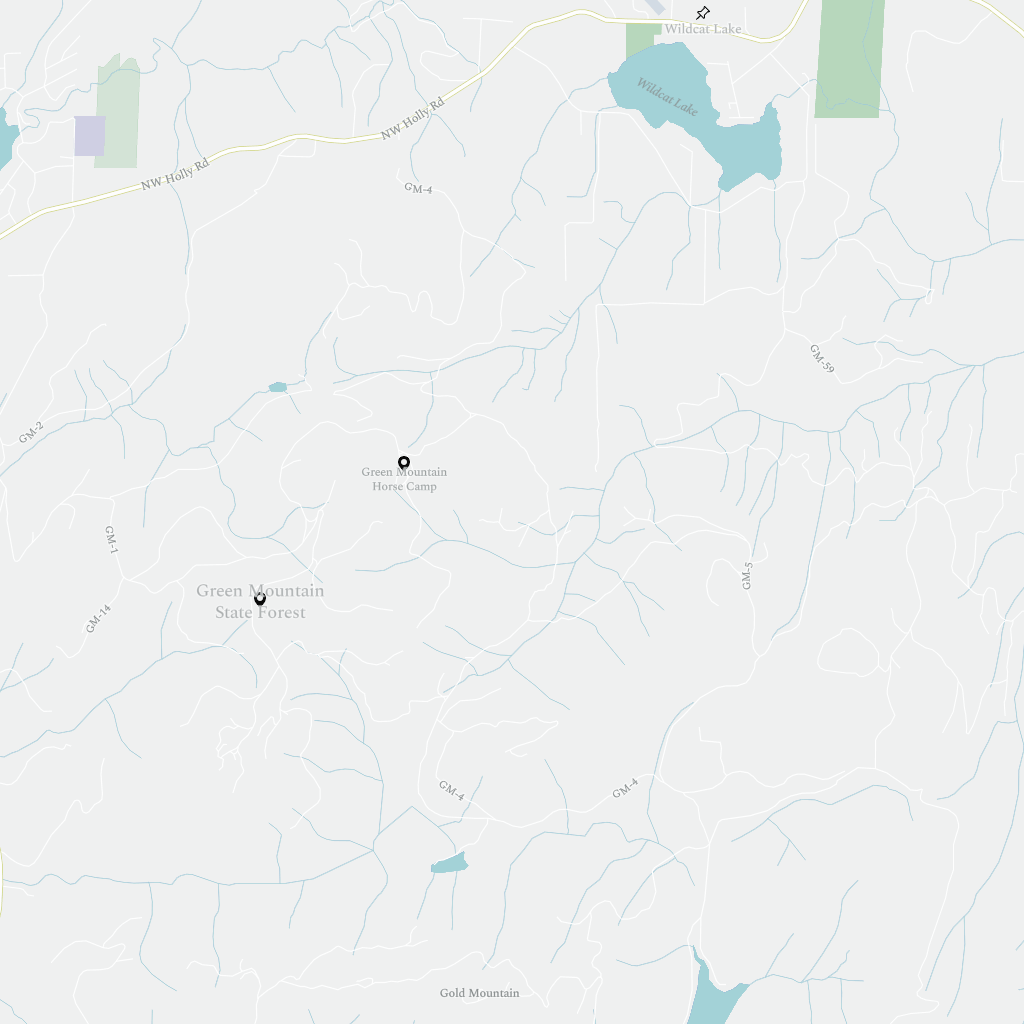 Wildcat Lake
Wildcat Lake
NW Holly Rd
NW Holly Rd
GM-4
GM-59
GM-2
Green Mountain
Horse Camp
GM-1
GM-5
Green Mountain
State Forest
GM-14
GM-4
GM-4
Gold Mountain